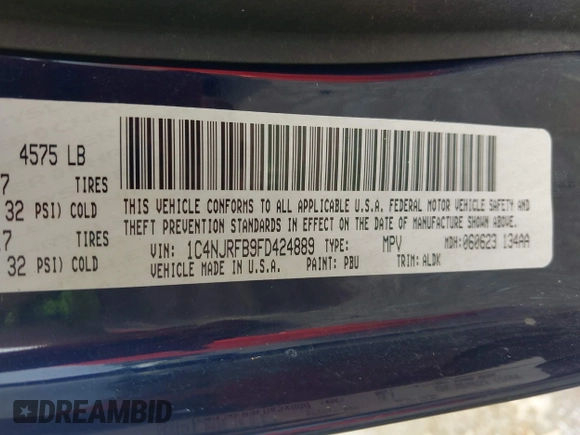 4575 LB
7 TIRES
32 PSI) COLD
17 TIRES
32 PSI) COLD
THIS VEHICLE CONFORMS TO ALL APPLICABLE U.S.A. FEDERAL MOTOR VEHICLE SAFETY AND
THEFT PREVENTION STANDARDS IN EFFECT ON THE DATE OF MANUFACTURE SHOWN ABOVE.
VIN: 1C4NJRFB9FD424889 TYPE: MPV MDH: 060623 134AA
VEHICLE MADE IN U.S.A. PAINT: PBU TRIM: ALDK
DREAMBID